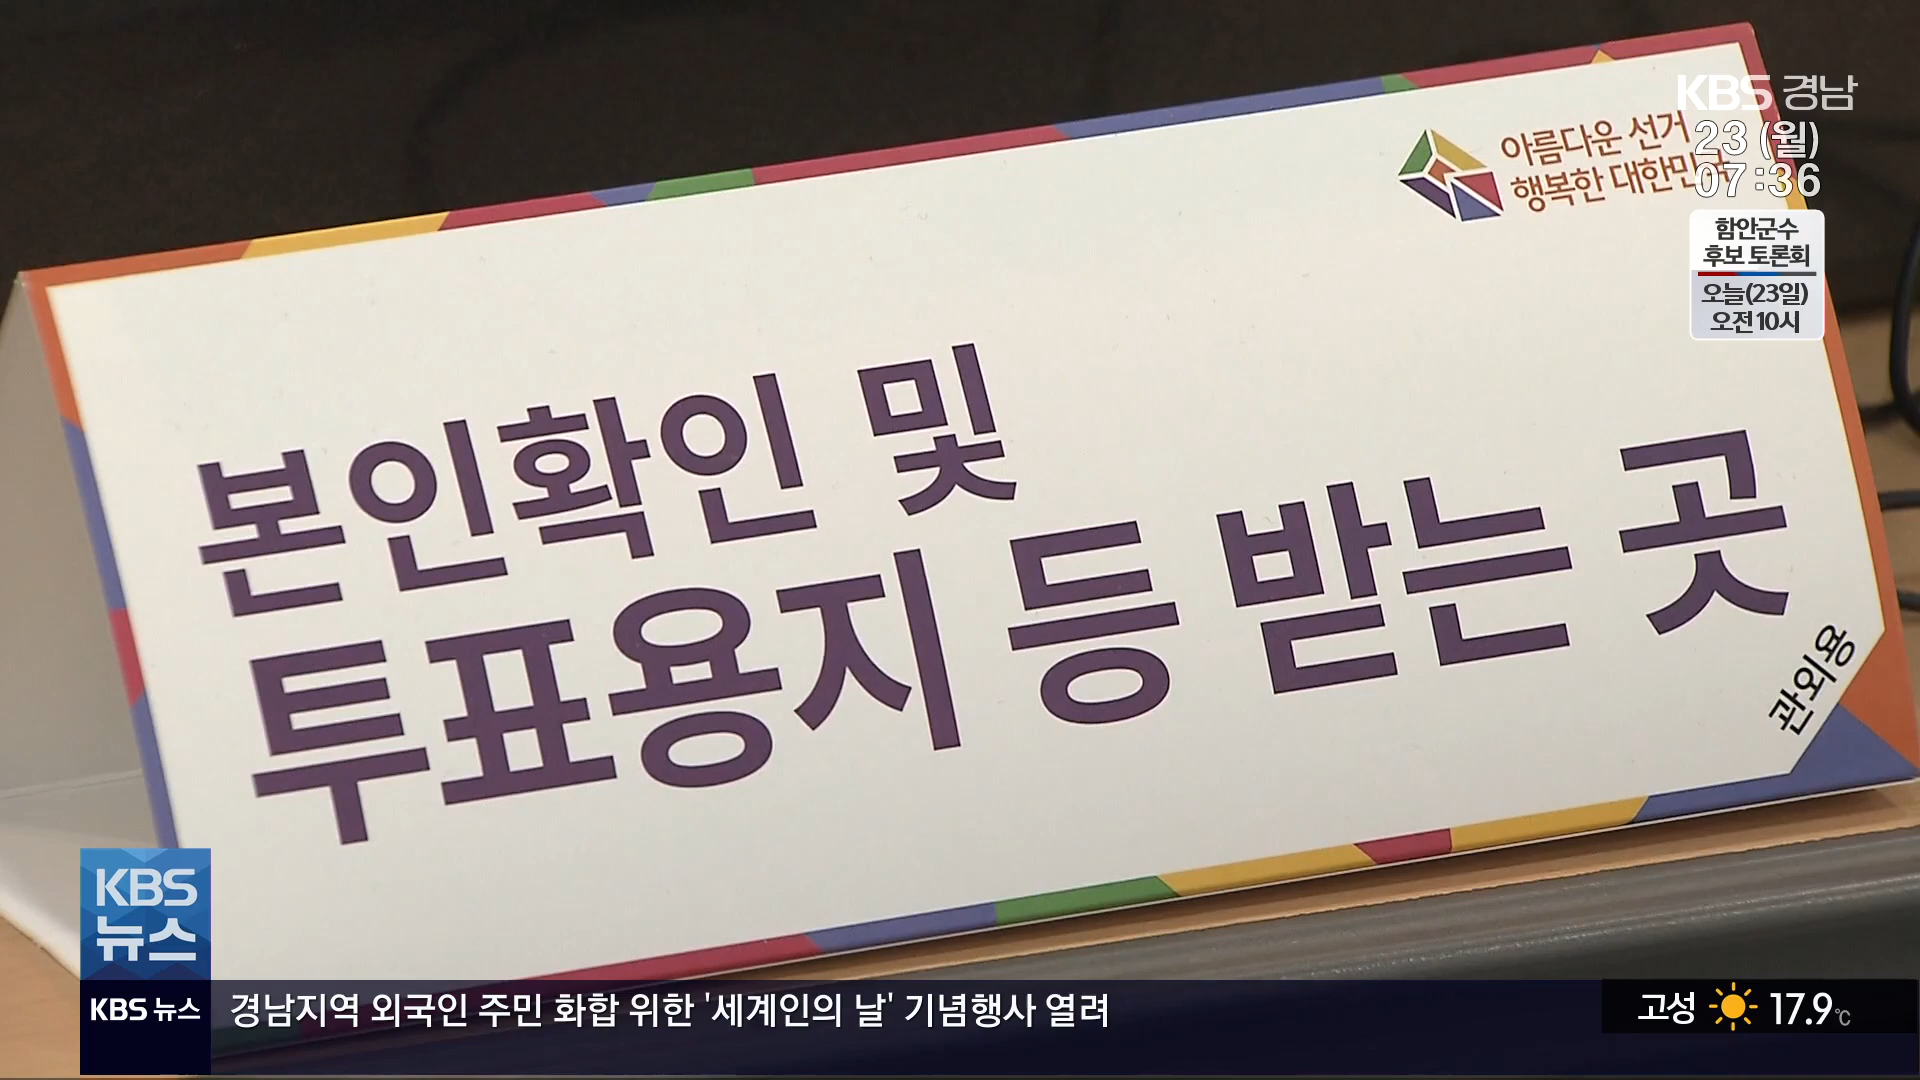 KBS 경남
23 (월)
07:36
함안군수
후보 토론회
오늘(23일)
오전 10시
아름다운 선거
행복한 대한민국
본인확인 및
투표용지 등 받는 곳
관외용
KBS
뉴스
KBS 뉴스
경남지역 외국인 주민 화합 위한 '세계인의 날' 기념행사 열려
고성 17.9℃